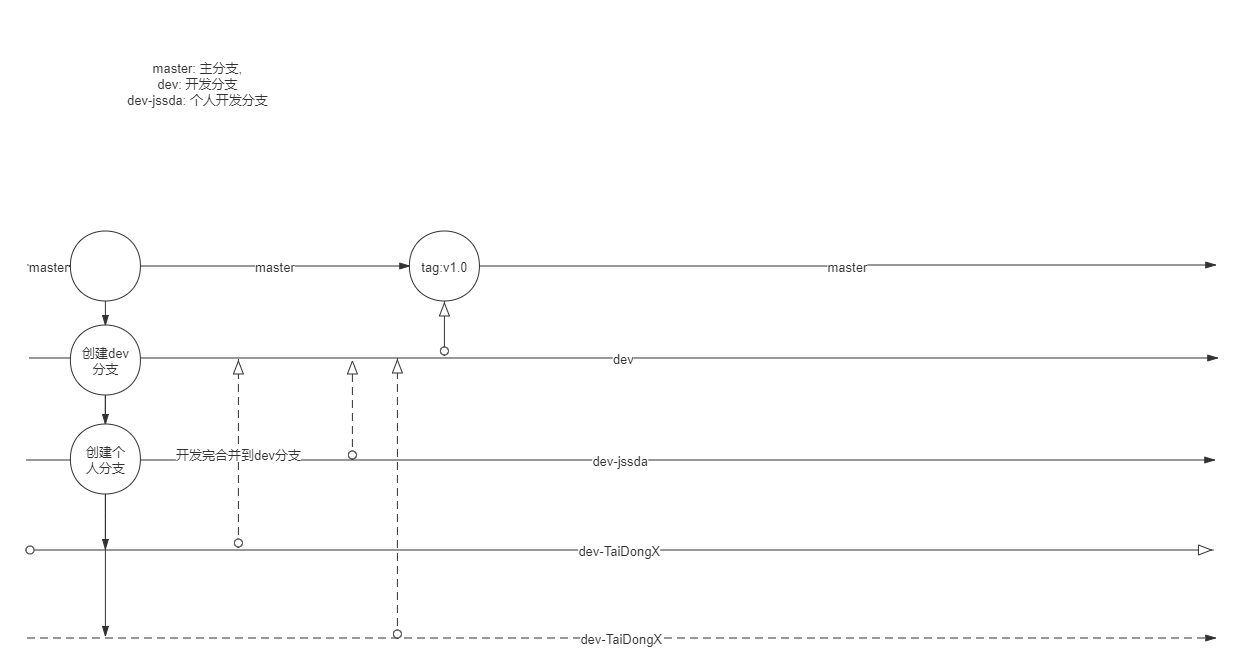 master: 主分支,
dev: 开发分支
dev-jssda: 个人开发分支
master
master
tag:v1.0
master
创建dev
分支
dev
创建个
人分支
开发完合并到dev分支
dev-jssda
dev-TaiDongX
dev-TaiDongX